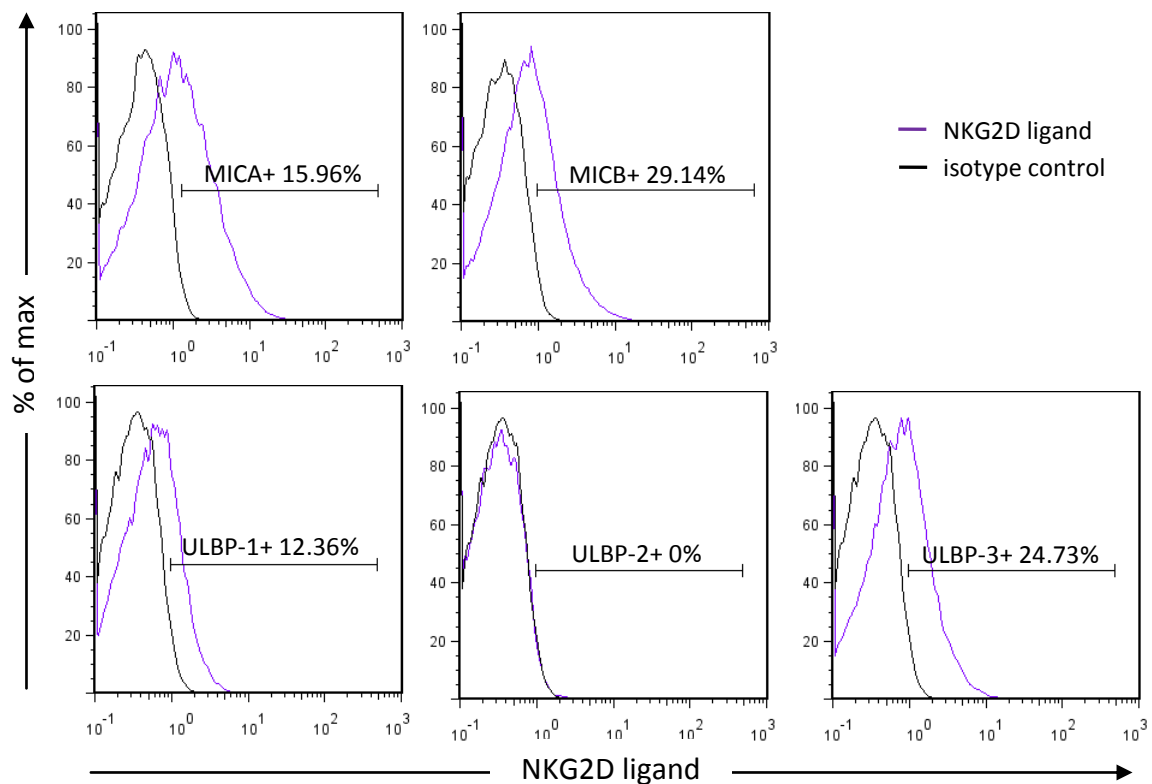 % of max
100
80
60
40
20
MICA+ 15.96%
10-1 100 101 102 103
100
80
60
40
20
MICB+ 29.14%
10-1 100 101 102 103
NKG2D ligand
isotype control
100
80
60
40
20
ULBP-1+ 12.36%
10-1 100 101 102 103
100
80
60
40
20
ULBP-2+ 0%
10-1 100 101 102 103
100
80
60
40
20
ULBP-3+ 24.73%
10-1 100 101 102 103
NKG2D ligand